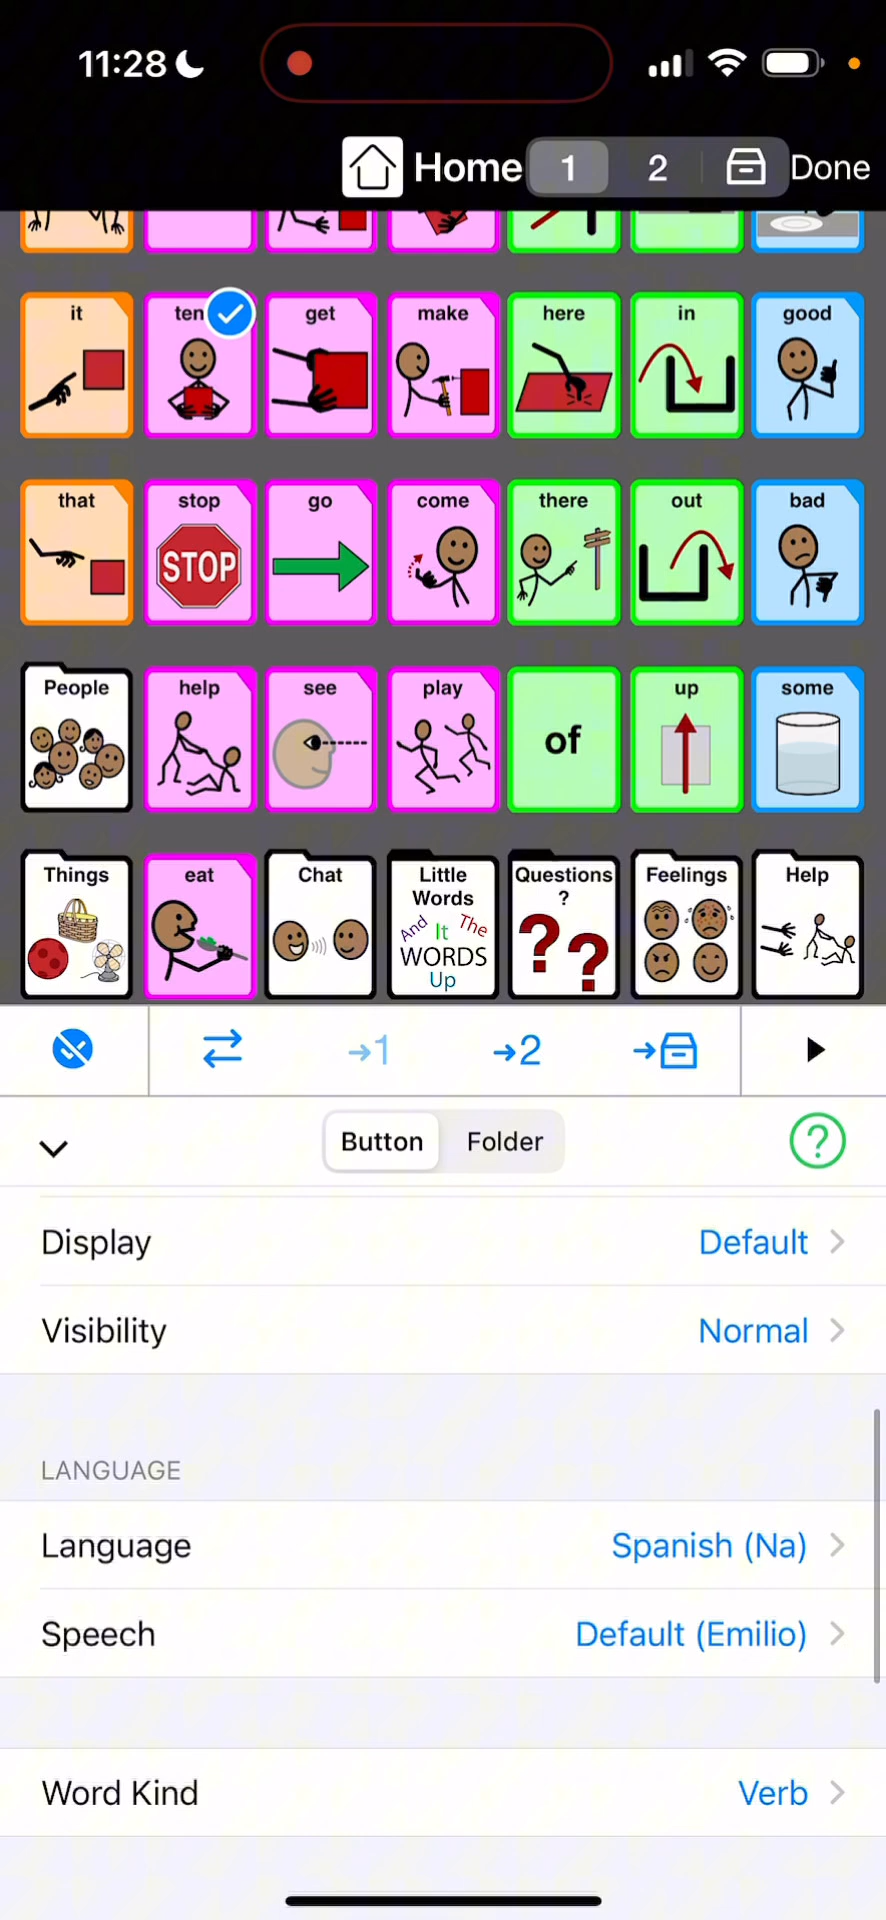 11:28
Home 1 2 Done
it ten get make here in good
that stop go come there out bad
STOP
People help see play of up some
Things eat Chat Little Words Questions ? Feelings Help
And It The
WORDS
Up
? ?
→1 →2 →
Button Folder ?
Display Default
Visibility Normal
LANGUAGE
Language Spanish (Na)
Speech Default (Emilio)
Word Kind Verb